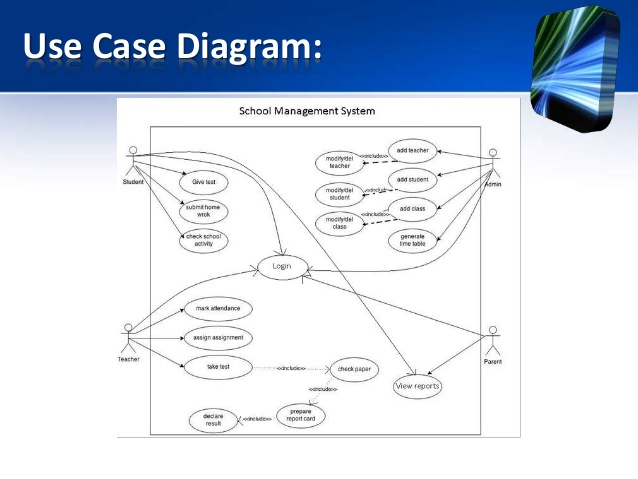 Use Case Diagram:
School Management System
Student
Give test
submit home
wrok
check school
activity
modify/del
teacher
<<include>>
add teacher
modify/del
student
<<include>>
add student
modify/del
class
<<include>>
add class
generate
time table
Admin
Login
Teacher
mark attendance
assign assignment
take test
<<include>>
check paper
<<include>>
prepare
report card
<<include>>
declare
result
View reports
Parent